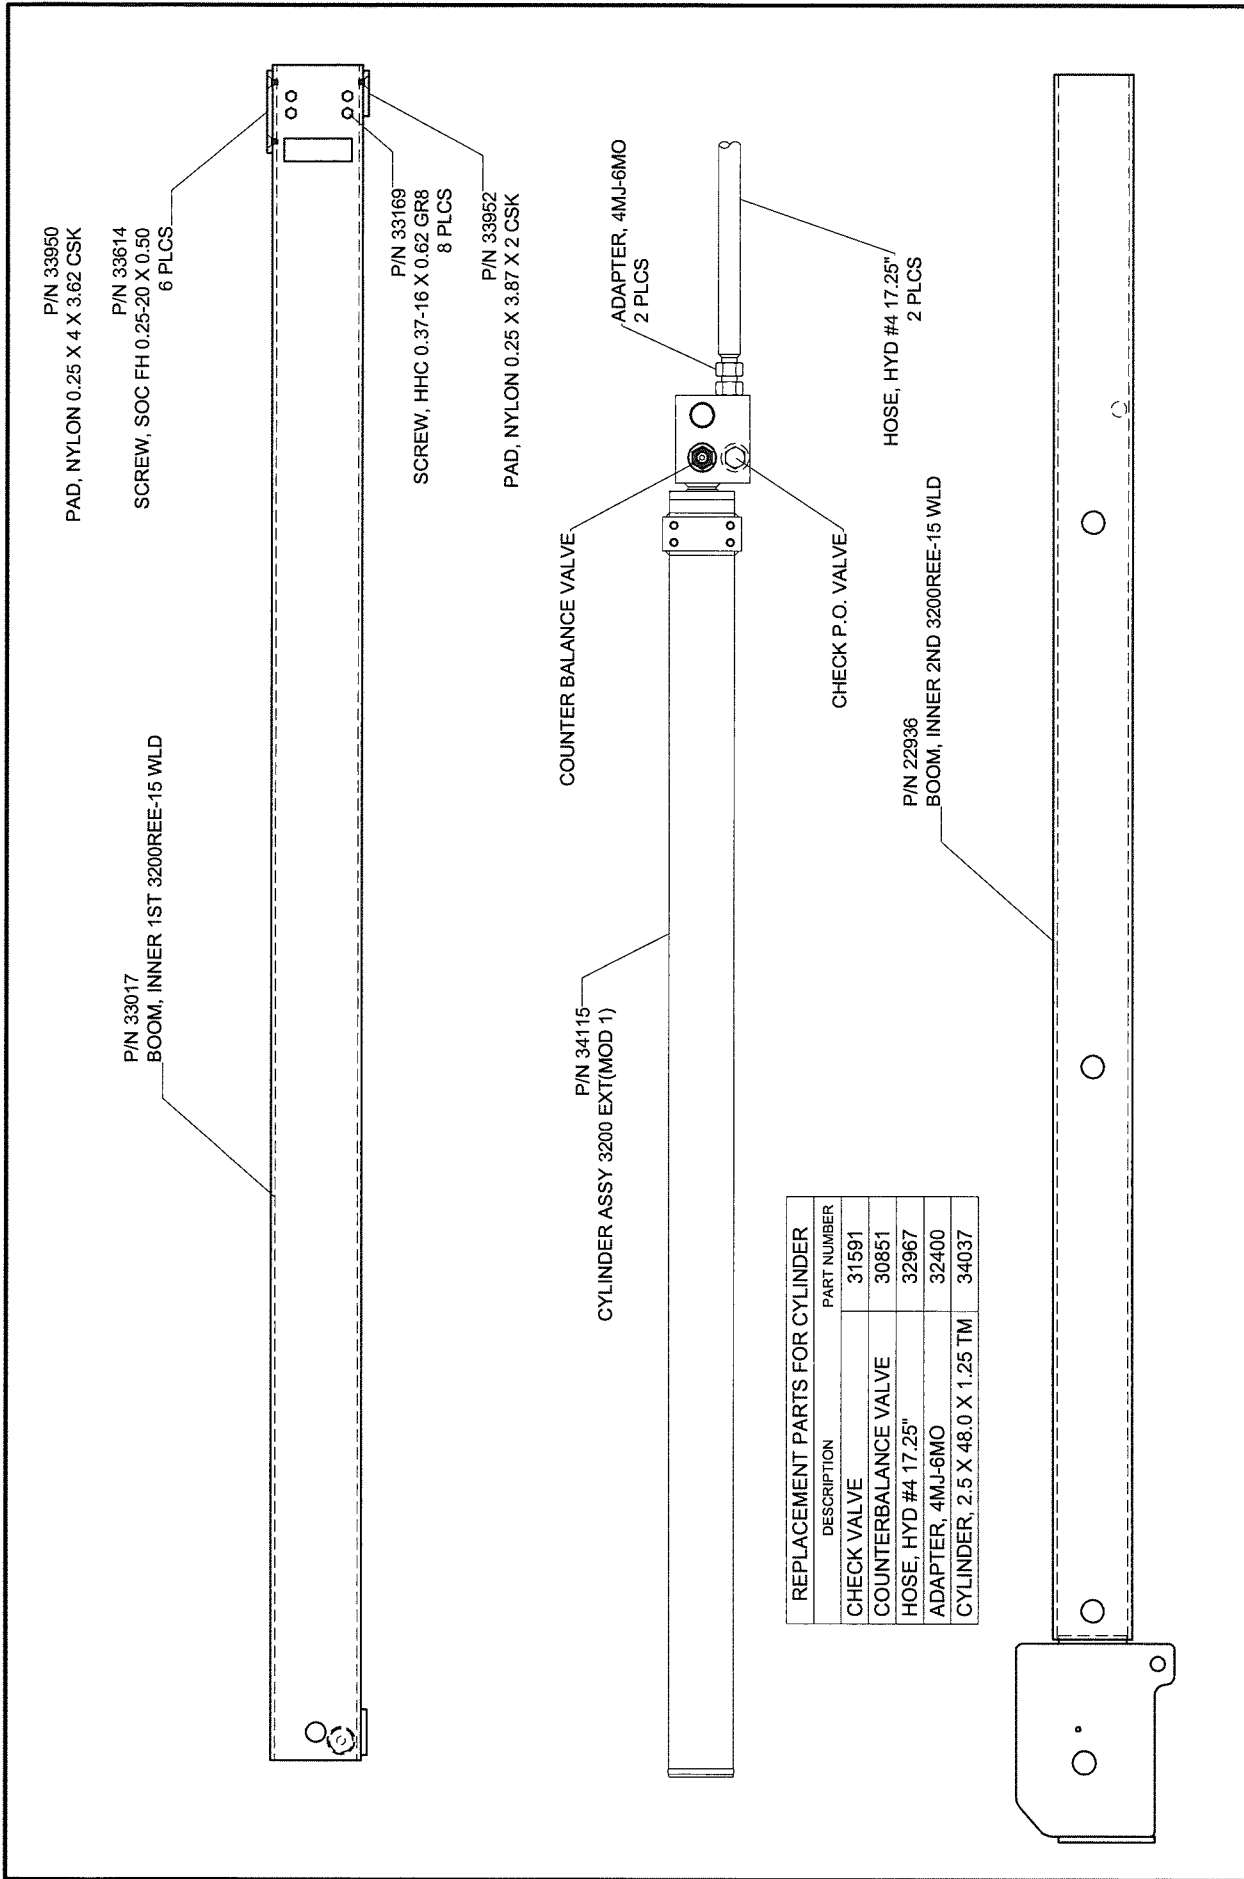 P/N 33950
PAD, NYLON 0.25 X 4 X 3.62 CSK
P/N 33614
SCREW, SOC FH 0.25-20 X 0.50
6 PLCS
P/N 33017
BOOM, INNER 1ST 3200REE-15 WLD
P/N 33169
SCREW, HHC 0.37-16 X 0.62 GR8
8 PLCS
P/N 33952
PAD, NYLON 0.25 X 3.87 X 2 CSK
COUNTER BALANCE VALVE
ADAPTER, 4MJ-6MO
2 PLCS
P/N 34115
CYLINDER ASSY 3200 EXT(MOD 1)
CHECK P.O. VALVE
HOSE, HYD #4 17.25"
2 PLCS
REPLACEMENT PARTS FOR CYLINDER
DESCRIPTION PART NUMBER
CHECK VALVE 31591
COUNTERBALANCE VALVE 30851
HOSE, HYD #4 17.25" 32967
ADAPTER, 4MJ-6MO 32400
CYLINDER, 2.5 X 48.0 X 1.25 TM 34037
P/N 22936
BOOM, INNER 2ND 3200REE-15 WLD